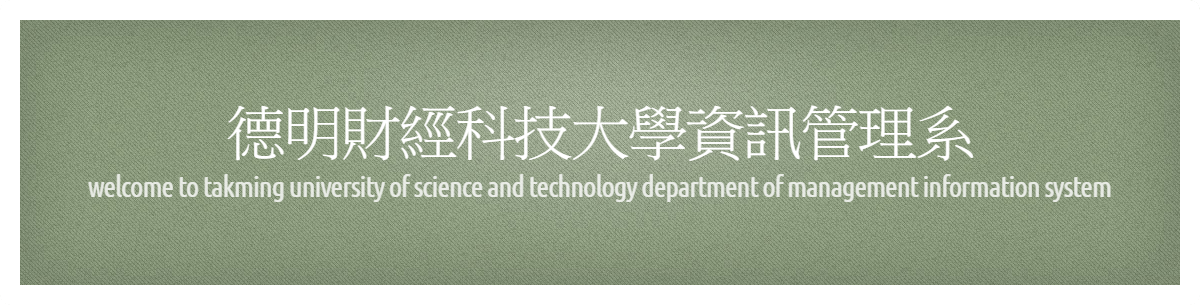 德明財經科技大學資訊管理系
welcome to takming university of science and technology department of management information system